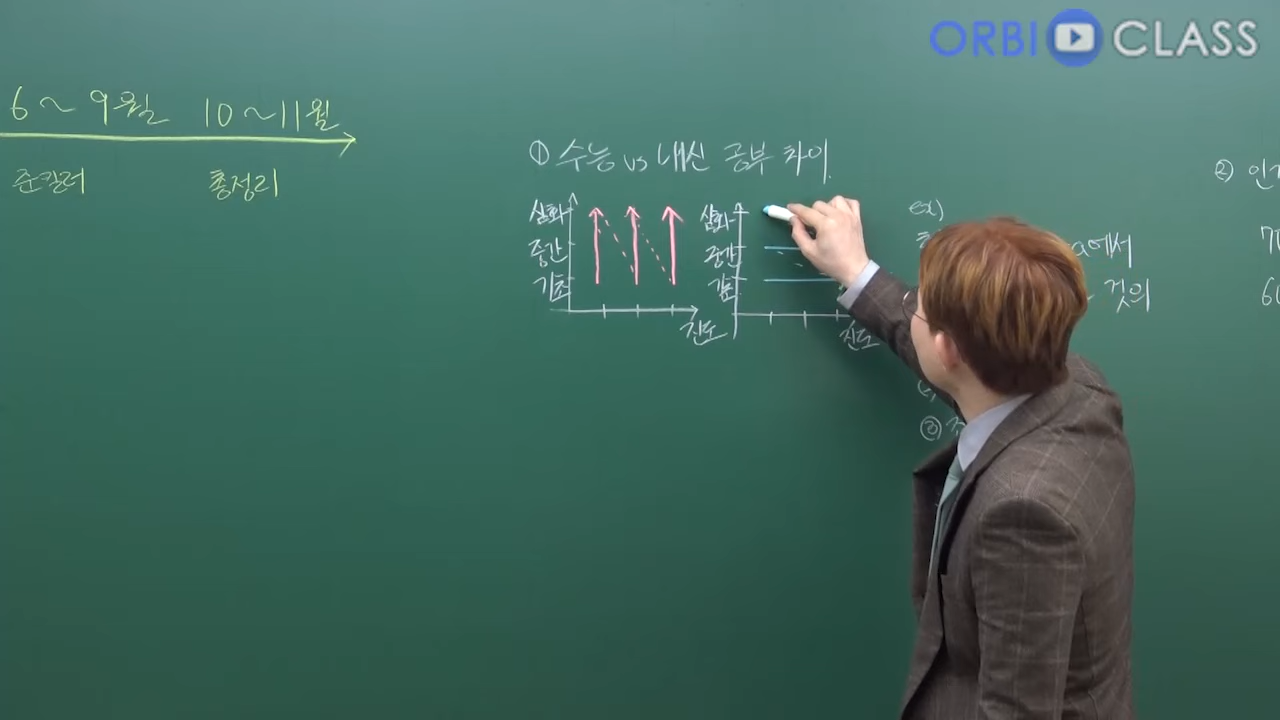 ORBI CLASS
6 ~ 9월 10 ~ 11월
준킬러 총정리
① 수능 vs 내신 공부 차이.
심화
중간
기초
진도
심화
중간
기초
진도
ex)
a에서
것의
③
②